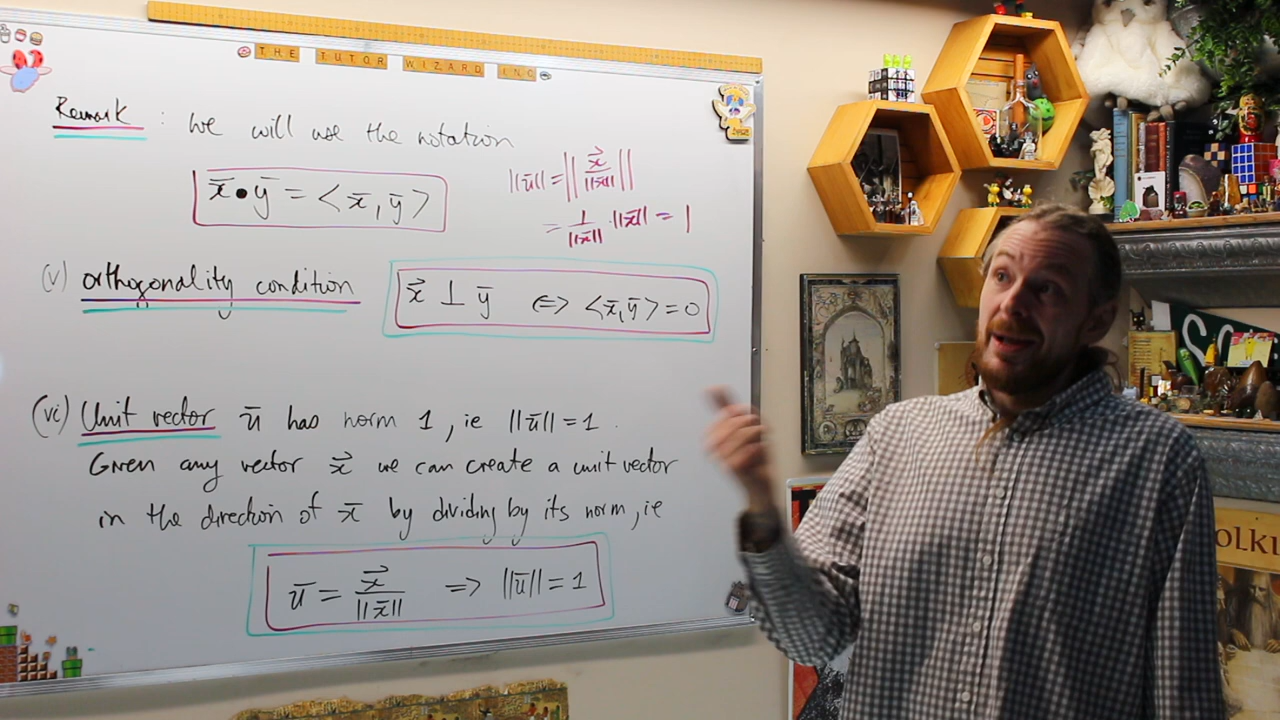 THE TUTOR WIZARD INC
Remark : we will use the notation
x̄ • ȳ = < x̄, ȳ >
||ū|| = || x⃗ / ||x̄|| ||
= 1 / ||x̄|| · ||x̄|| = 1
(v) orthogonality condition
x⃗ ⊥ ȳ <=> < x̄, ȳ > = 0
(vi) Unit vector ū has norm 1, ie ||ū|| = 1.
Given any vector x⃗ we can create a unit vector
in the direction of x̄ by dividing by its norm, ie
ū = x⃗ / ||x̄|| => ||ū|| = 1